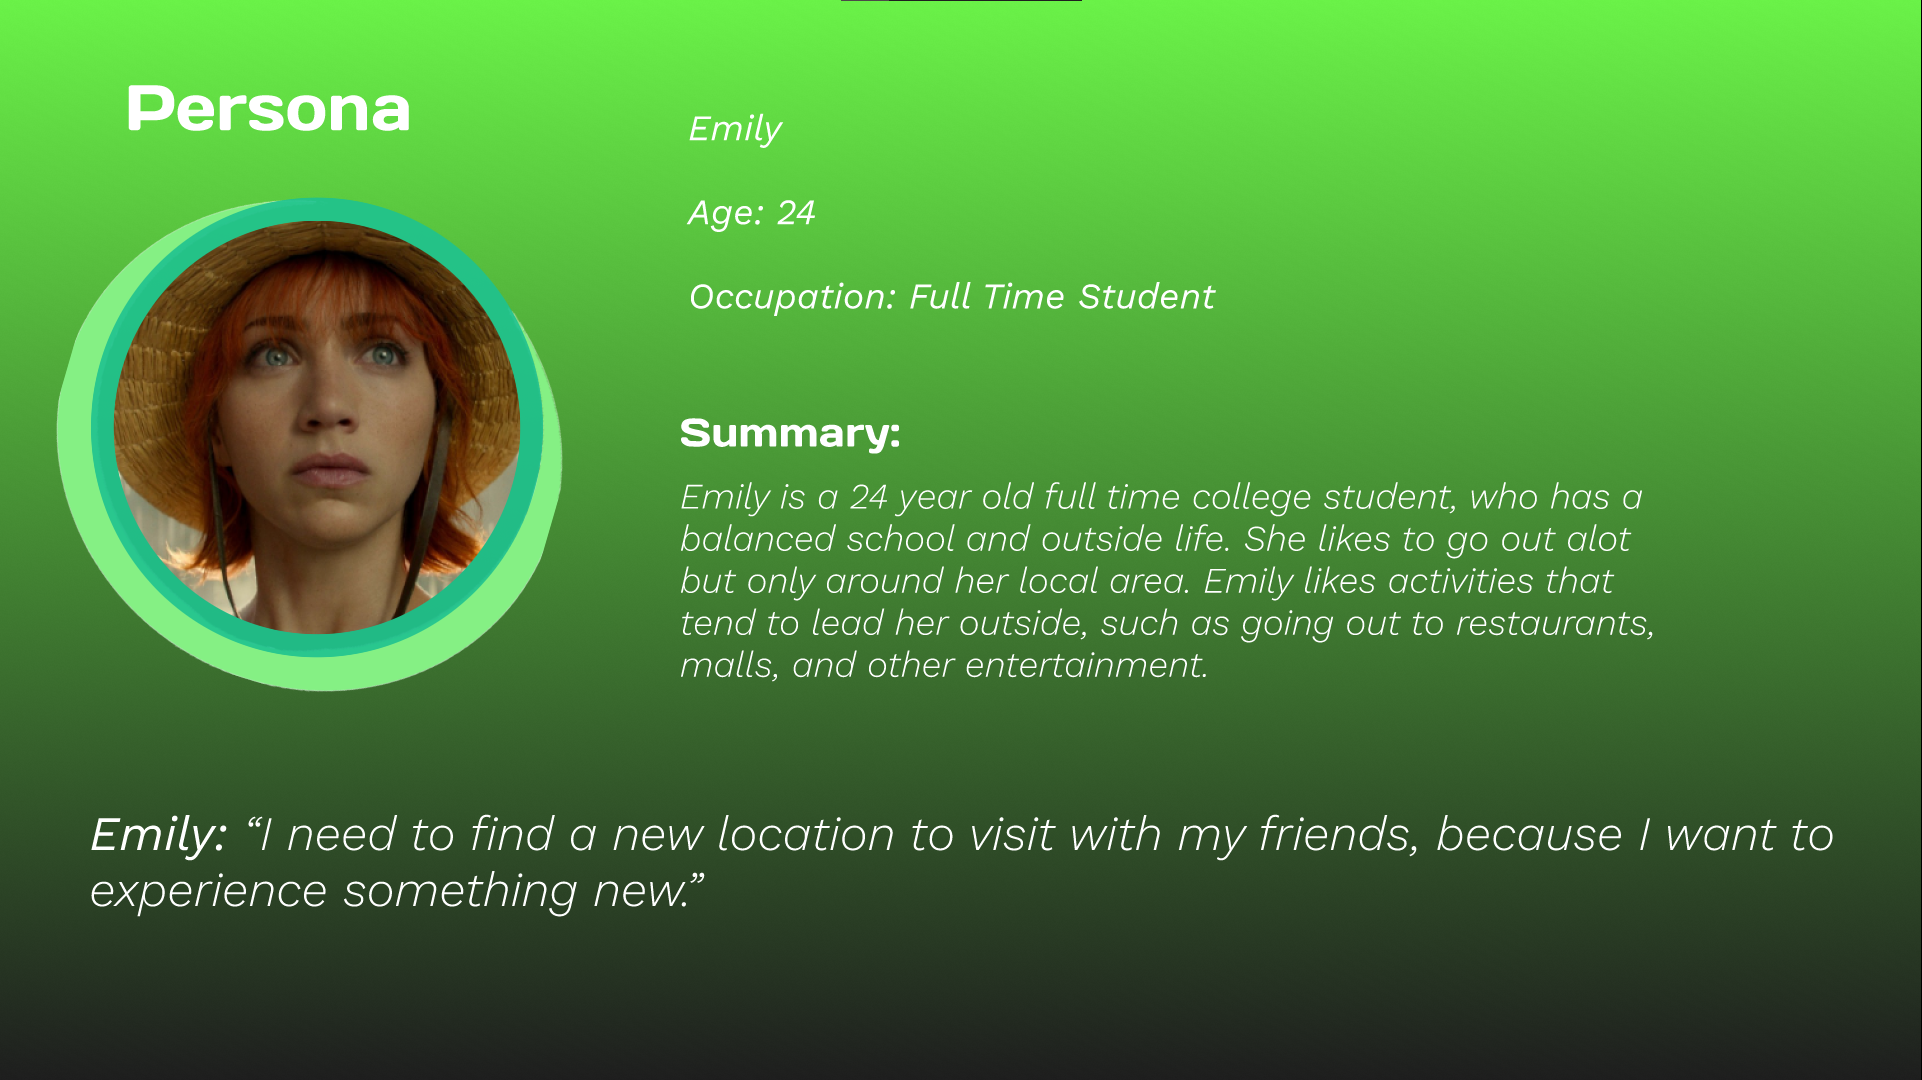 Persona
Emily
Age: 24
Occupation: Full Time Student
Summary:
Emily is a 24 year old full time college student, who has a
balanced school and outside life. She likes to go out alot
but only around her local area. Emily likes activities that
tend to lead her outside, such as going out to restaurants,
malls, and other entertainment.
Emily: “I need to find a new location to visit with my friends, because I want to
experience something new.”